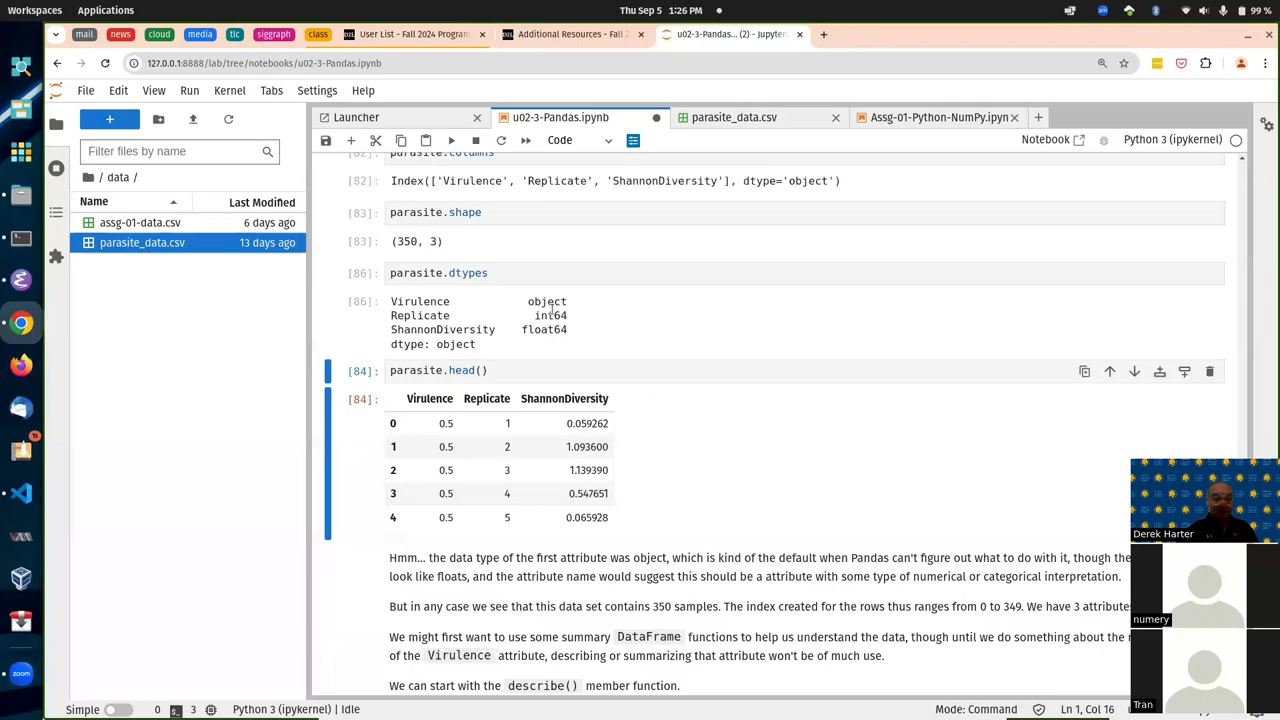 Workspaces Applications Thu Sep 5 1:26 PM 99 %
mail news cloud media tlc siggraph class User List - Fall 2024 Program Additional Resources - Fall 2 u02-3-Pandas... (2) - Jupyter
127.0.0.1:8888/lab/tree/notebooks/u02-3-Pandas.ipynb
File Edit View Run Kernel Tabs Settings Help
Launcher u02-3-Pandas.ipynb parasite_data.csv Assg-01-Python-NumPy.ipyn
Code Notebook Python 3 (ipykernel)
Filter files by name
/ data /
Name Last Modified
assg-01-data.csv 6 days ago
parasite_data.csv 13 days ago
parasite.columns
[82]: Index(['Virulence', 'Replicate', 'ShannonDiversity'], dtype='object')
[83]: parasite.shape
[83]: (350, 3)
[86]: parasite.dtypes
[86]: Virulence object
Replicate int64
ShannonDiversity float64
dtype: object
[84]: parasite.head()
[84]: Virulence Replicate ShannonDiversity
0 0.5 1 0.059262
1 0.5 2 1.093600
2 0.5 3 1.139390
3 0.5 4 0.547651
4 0.5 5 0.065928
Hmm... the data type of the first attribute was object, which is kind of the default when Pandas can't figure out what to do with it, though the
look like floats, and the attribute name would suggest this should be a attribute with some type of numerical or categorical interpretation.
But in any case we see that this data set contains 350 samples. The index created for the rows thus ranges from 0 to 349. We have 3 attributes
We might first want to use some summary DataFrame functions to help us understand the data, though until we do something about the
of the Virulence attribute, describing or summarizing that attribute won't be of much use.
We can start with the describe() member function.
Derek Harter
numery
Tran
Simple 0 3 Python 3 (ipykernel) | Idle Mode: Command Ln 1, Col 16